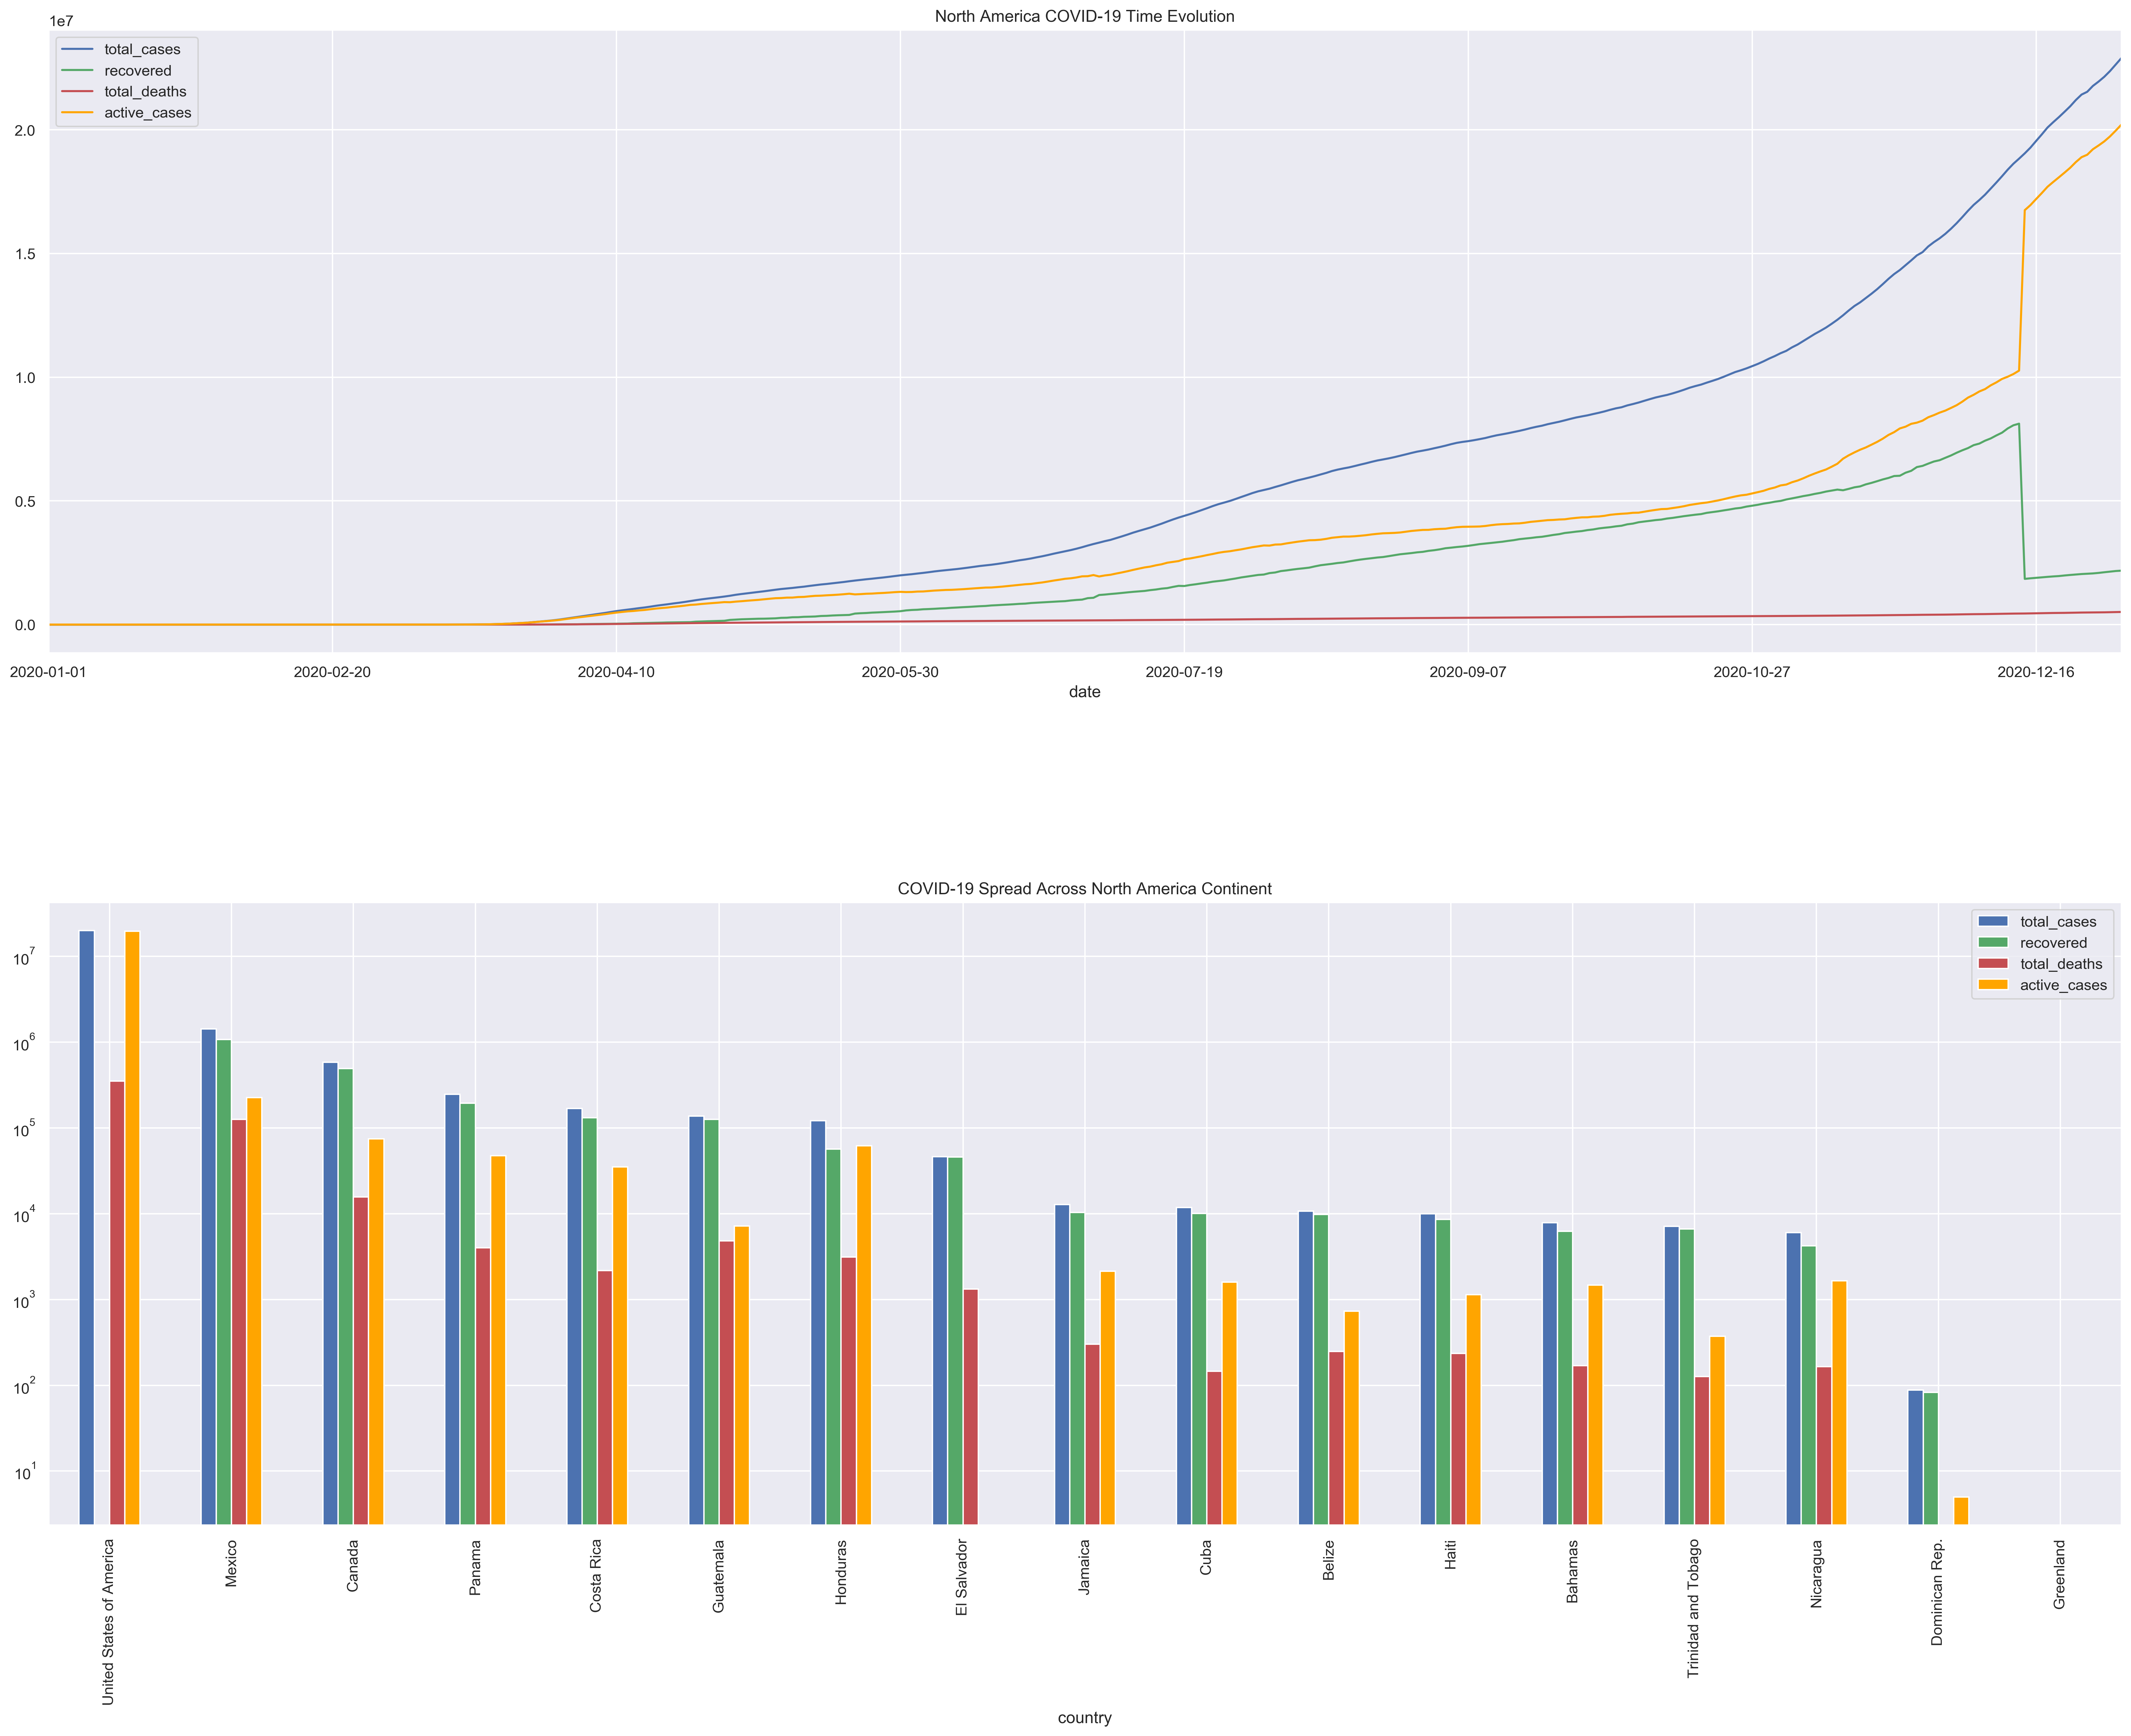 North America COVID-19 Time Evolution
1e7
total_cases
recovered
total_deaths
active_cases
2.0
1.5
1.0
0.5
0.0
2020-01-01 2020-02-20 2020-04-10 2020-05-30 2020-07-19 2020-09-07 2020-10-27 2020-12-16
date
COVID-19 Spread Across North America Continent
total_cases
recovered
total_deaths
active_cases
10^7
10^6
10^5
10^4
10^3
10^2
10^1
United States of America
Mexico
Canada
Panama
Costa Rica
Guatemala
Honduras
El Salvador
Jamaica
Cuba
Belize
Haiti
Bahamas
Trinidad and Tobago
Nicaragua
Dominican Rep.
Greenland
country